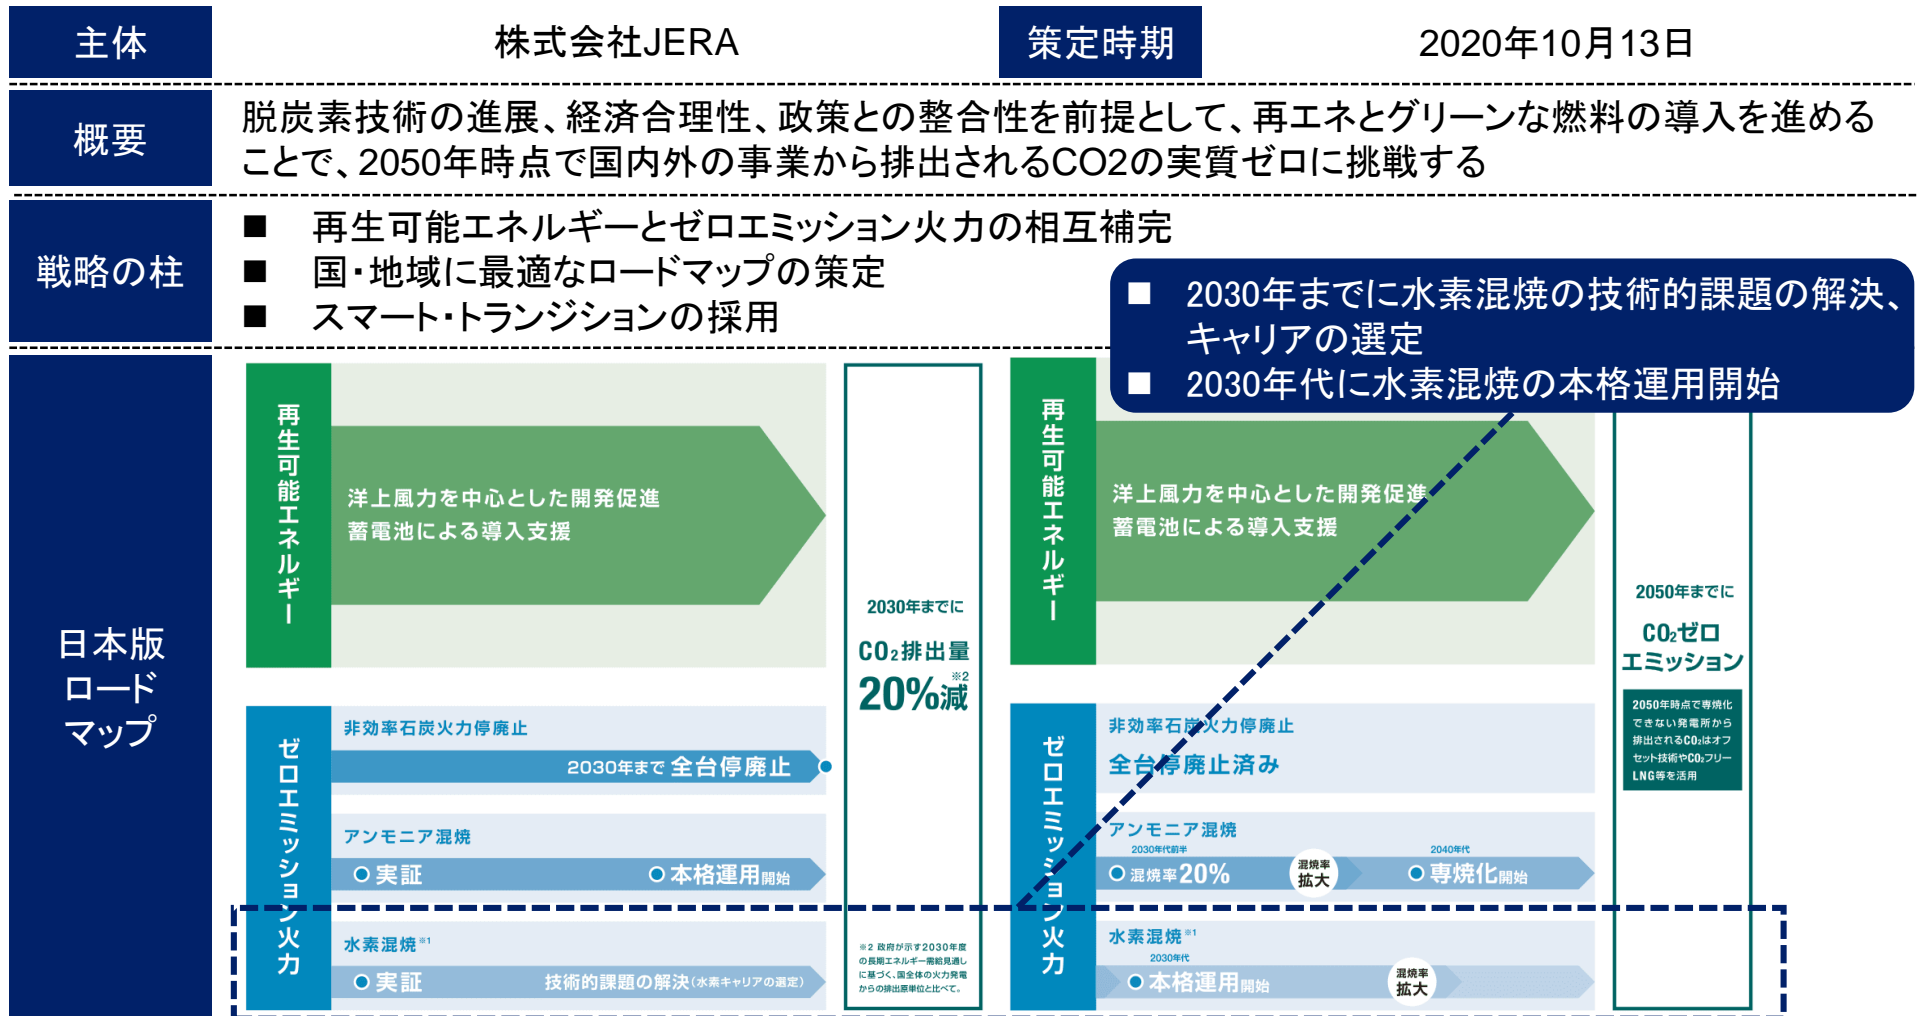 主体
株式会社JERA
策定時期
2020年10月13日
概要
脱炭素技術の進展、経済合理性、政策との整合性を前提として、再エネとグリーンな燃料の導入を進める
ことで、2050年時点で国内外の事業から排出されるCO2の実質ゼロに挑戦する
戦略の柱
■ 再生可能エネルギーとゼロエミッション火力の相互補完
■ 国・地域に最適なロードマップの策定
■ スマート・トランジションの採用
■ 2030年までに水素混焼の技術的課題の解決、
キャリアの選定
■ 2030年代に水素混焼の本格運用開始
日本版
ロード
マップ
再生可能エネルギー
洋上風力を中心とした開発促進
蓄電池による導入支援
ゼロエミッション火力
非効率石炭火力停廃止
2030年まで 全台停廃止
アンモニア混焼
実証
本格運用開始
水素混焼※1
実証
技術的課題の解決(水素キャリアの選定)
2030年までに
CO₂排出量
20%減※2
※2 政府が示す2030年度
の長期エネルギー需給見通し
に基づく、国全体の火力発電
からの排出原単位と比べて。
再生可能エネルギー
洋上風力を中心とした開発促進
蓄電池による導入支援
ゼロエミッション火力
非効率石炭火力停廃止
全台停廃止済み
アンモニア混焼
2030年代前半
混焼率20%
混焼率
拡大
2040年代
専焼化開始
水素混焼※1
2030年代
本格運用開始
混焼率
拡大
2050年までに
CO₂ゼロ
エミッション
2050年時点で専焼化
できない発電所から
排出されるCO₂はオフ
セット技術やCO₂フリー
LNG等を活用